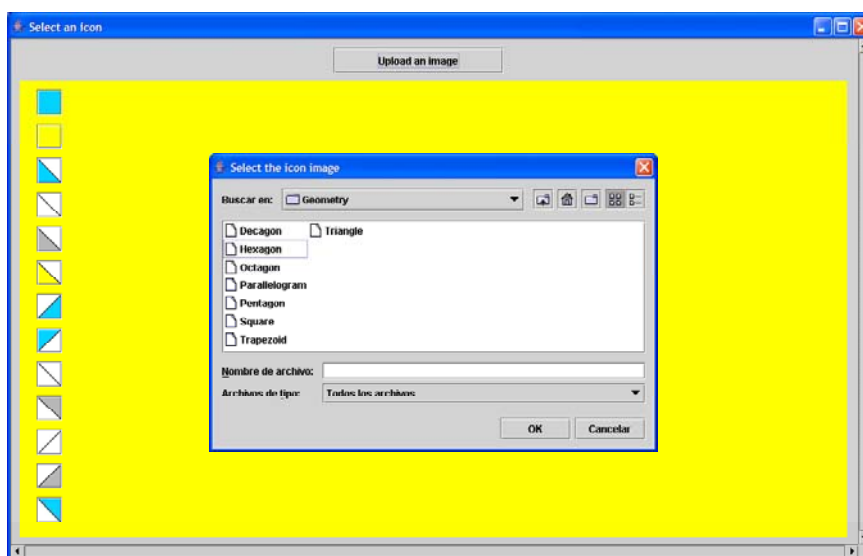 Select an Icon
Upload an image
Select the icon image
Buscar en: Geometry
Decagon Triangle
Hexagon
Octagon
Parallelogram
Pentagon
Square
Trapezoid
Nombre de archivo:
Archivos de tipo: Todos los archivos
OK Cancelar